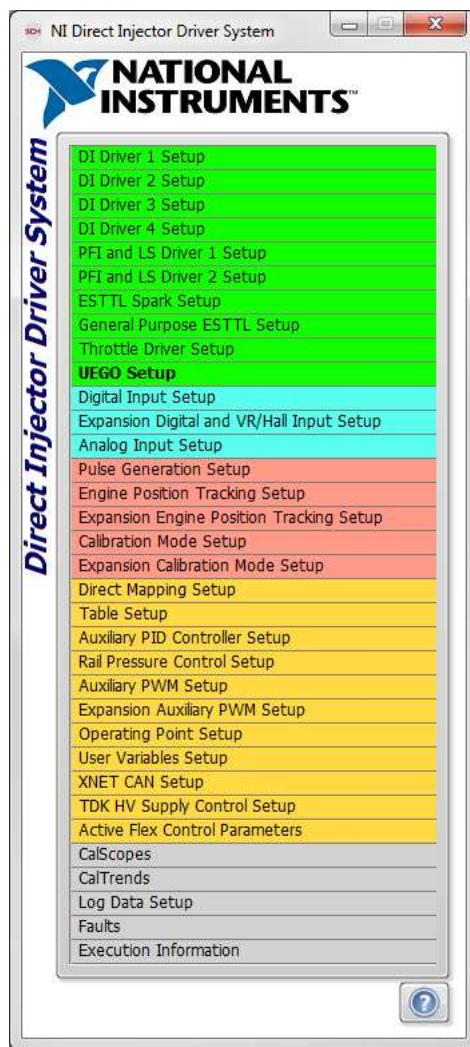 SDI NI Direct Injector Driver System
NATIONAL
INSTRUMENTS™
Direct Injector Driver System
DI Driver 1 Setup
DI Driver 2 Setup
DI Driver 3 Setup
DI Driver 4 Setup
PFI and LS Driver 1 Setup
PFI and LS Driver 2 Setup
ESTTL Spark Setup
General Purpose ESTTL Setup
Throttle Driver Setup
UEGO Setup
Digital Input Setup
Expansion Digital and VR/Hall Input Setup
Analog Input Setup
Pulse Generation Setup
Engine Position Tracking Setup
Expansion Engine Position Tracking Setup
Calibration Mode Setup
Expansion Calibration Mode Setup
Direct Mapping Setup
Table Setup
Auxiliary PID Controller Setup
Rail Pressure Control Setup
Auxiliary PWM Setup
Expansion Auxiliary PWM Setup
Operating Point Setup
User Variables Setup
XNET CAN Setup
TDK HV Supply Control Setup
Active Flex Control Parameters
CalScopes
CalTrends
Log Data Setup
Faults
Execution Information
?